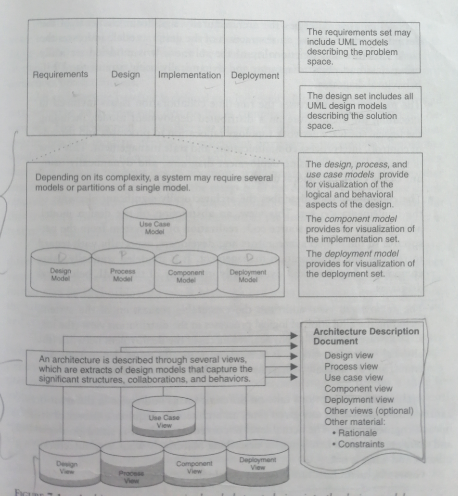 Requirements
Design
Implementation
Deployment
The requirements set may
include UML models
describing the problem
space.
The design set includes all
UML design models
describing the solution
space.
Depending on its complexity, a system may require several
models or partitions of a single model.
Use Case
Model
D
P
C
D
Design
Model
Process
Model
Component
Model
Deployment
Model
The design, process, and
use case models provide
for visualization of the
logical and behavioral
aspects of the design.
The component model
provides for visualization of
the implementation set.
The deployment model
provides for visualization of
the deployment set.
An architecture is described through several views,
which are extracts of design models that capture the
significant structures, collaborations, and behaviors.
Use Case
View
Design
View
Process
View
Component
View
Deployment
View
Architecture Description
Document
Design view
Process view
Use case view
Component view
Deployment view
Other views (optional)
Other material:
• Rationale
• Constraints
FIGURE